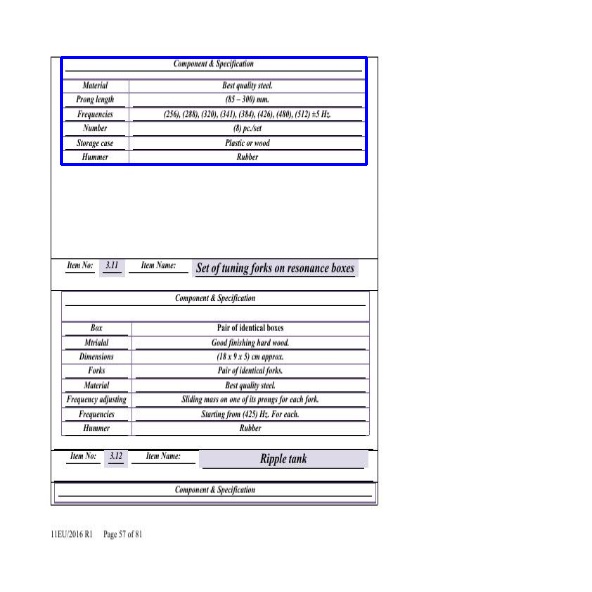 Component & Specification
Material Best quality steel.
Prong length (85 – 300) mm.
Frequencies (256), (288), (320), (341), (384), (426), (480), (512) ±5 Hz.
Number (8) pc./set
Storage case Plastic or wood
Hummer Rubber
Item No: 3.11 Item Name: Set of tuning forks on resonance boxes
Component & Specification
Box Pair of identical boxes
Mtrialal Good finishing hard wood.
Dimensions (18 x 9 x 5) cm approx.
Forks Pair of identical forks.
Material Best quality steel.
Frequency adjusting Sliding mass on one of its prongs for each fork.
Frequencies Starting from (425) Hz. For each.
Hummer Rubber
Item No: 3.12 Item Name: Ripple tank
Component & Specification
11EU/2016 R1 Page 57 of 81